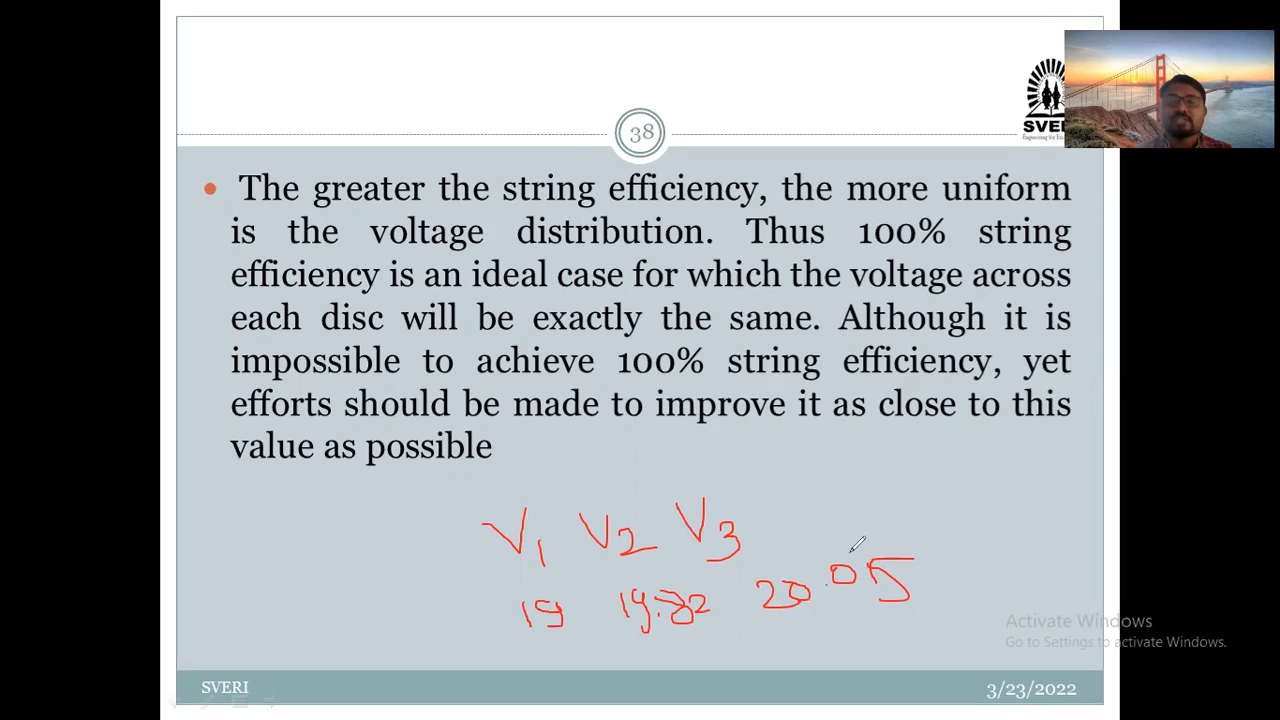 SVERI
38
The greater the string efficiency, the more uniform
is the voltage distribution. Thus 100% string
efficiency is an ideal case for which the voltage across
each disc will be exactly the same. Although it is
impossible to achieve 100% string efficiency, yet
efforts should be made to improve it as close to this
value as possible
V1 V2 V3
19 20.05
Activate Windows
Go to Settings to activate Windows.
SVERI
3/23/2022